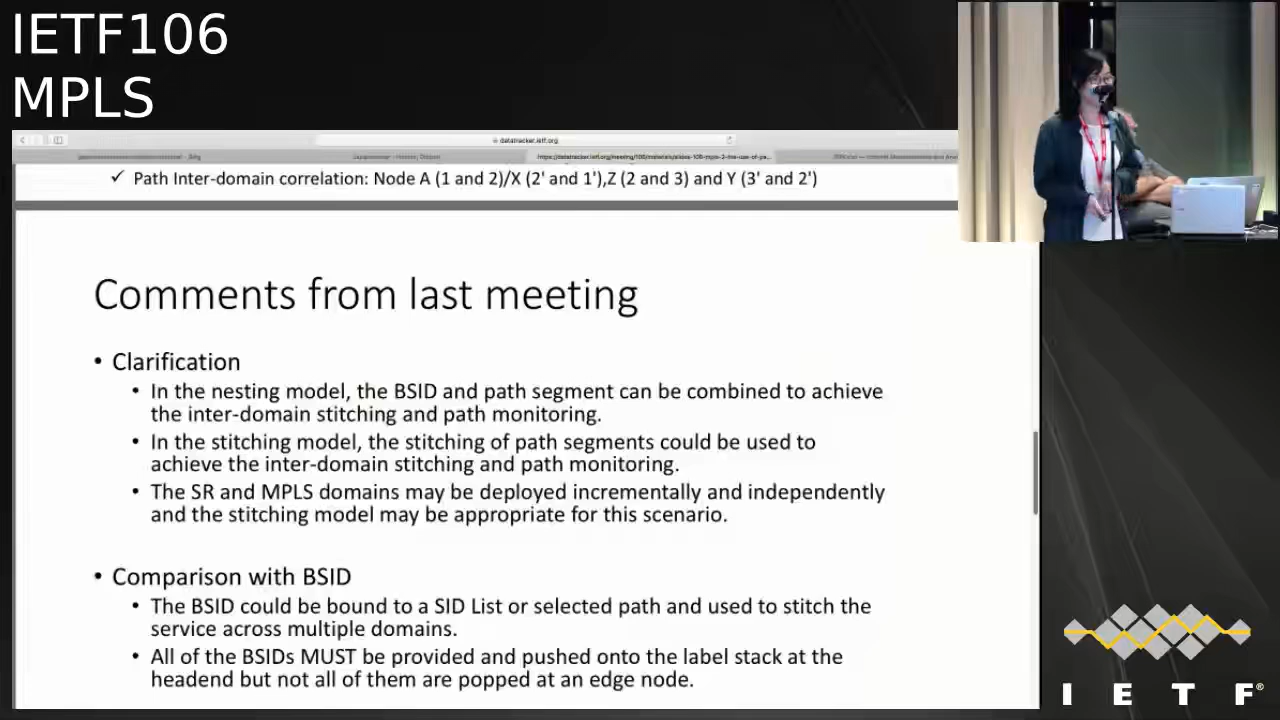 IETF106
MPLS
datatracker.ietf.org
✓ Path Inter-domain correlation: Node A (1 and 2)/X (2' and 1'),Z (2 and 3) and Y (3' and 2')
Comments from last meeting
• Clarification
• In the nesting model, the BSID and path segment can be combined to achieve
the inter-domain stitching and path monitoring.
• In the stitching model, the stitching of path segments could be used to
achieve the inter-domain stitching and path monitoring.
• The SR and MPLS domains may be deployed incrementally and independently
and the stitching model may be appropriate for this scenario.
• Comparison with BSID
• The BSID could be bound to a SID List or selected path and used to stitch the
service across multiple domains.
• All of the BSIDs MUST be provided and pushed onto the label stack at the
headend but not all of them are popped at an edge node.
I E T F®